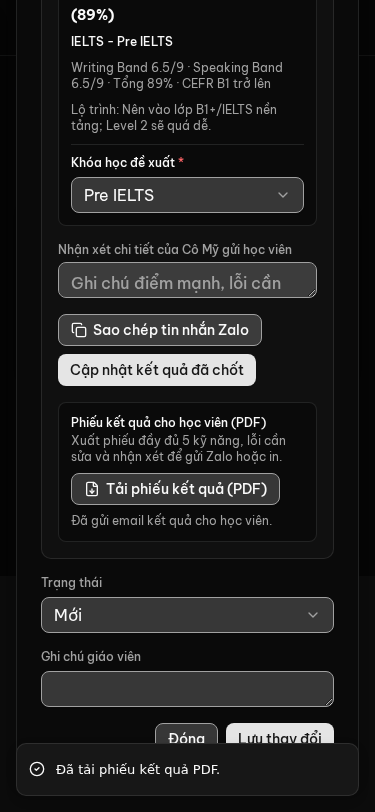 (89%)
IELTS - Pre IELTS
Writing Band 6.5/9 · Speaking Band
6.5/9 · Tổng 89% · CEFR B1 trở lên
Lộ trình: Nên vào lớp B1+/IELTS nền
tảng; Level 2 sẽ quá dễ.
Khóa học đề xuất *
Pre IELTS
Nhận xét chi tiết của Cô Mỹ gửi học viên
Ghi chú điểm mạnh, lỗi cần
Sao chép tin nhắn Zalo
Cập nhật kết quả đã chốt
Phiếu kết quả cho học viên (PDF)
Xuất phiếu đầy đủ 5 kỹ năng, lỗi cần
sửa và nhận xét để gửi Zalo hoặc in.
Tải phiếu kết quả (PDF)
Đã gửi email kết quả cho học viên.
Trạng thái
Mới
Ghi chú giáo viên
Đóng
Lưu thay đổi
Đã tải phiếu kết quả PDF.